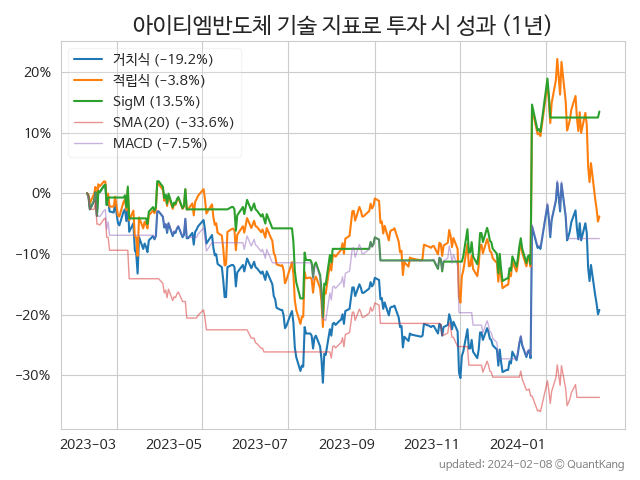 아이티엠반도체 기술 지표로 투자 시 성과 (1년)
거치식 (−19.2%)
적립식 (−3.8%)
SigM (13.5%)
SMA(20) (−33.6%)
MACD (−7.5%)
20%
10%
0%
−10%
−20%
−30%
2023-03 2023-05 2023-07 2023-09 2023-11 2024-01
updated: 2024-02-08 © QuantKang